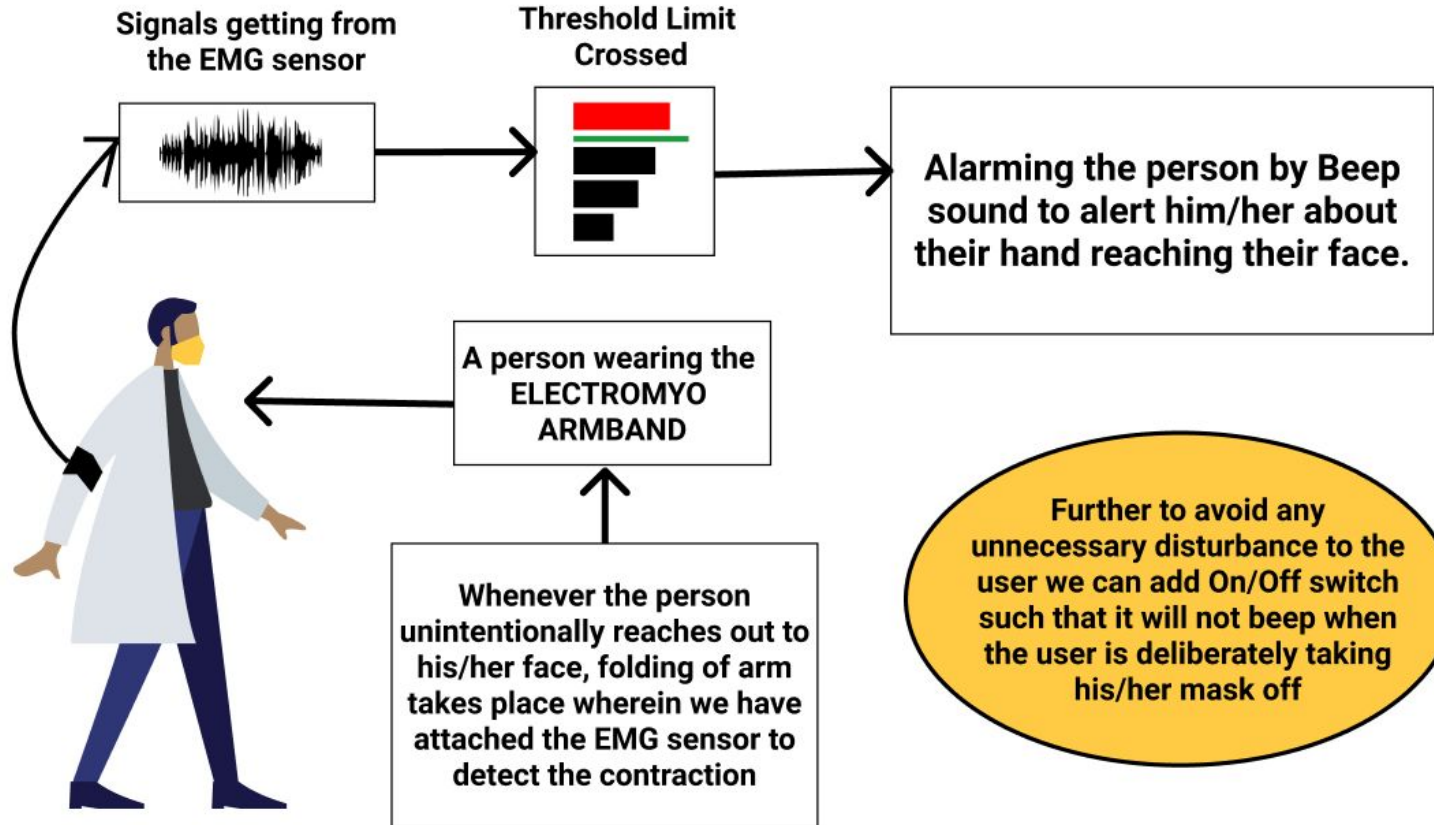 Signals getting from
the EMG sensor
Threshold Limit
Crossed
Alarming the person by Beep
sound to alert him/her about
their hand reaching their face.
A person wearing the
ELECTROMYO
ARMBAND
Whenever the person
unintentionally reaches out to
his/her face, folding of arm
takes place wherein we have
attached the EMG sensor to
detect the contraction
Further to avoid any
unnecessary disturbance to the
user we can add On/Off switch
such that it will not beep when
the user is deliberately taking
his/her mask off